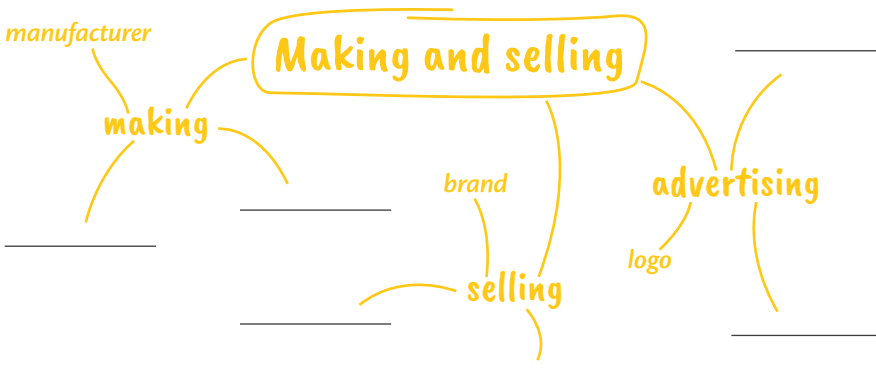 manufacturer
Making and selling
making
brand
advertising
logo
selling